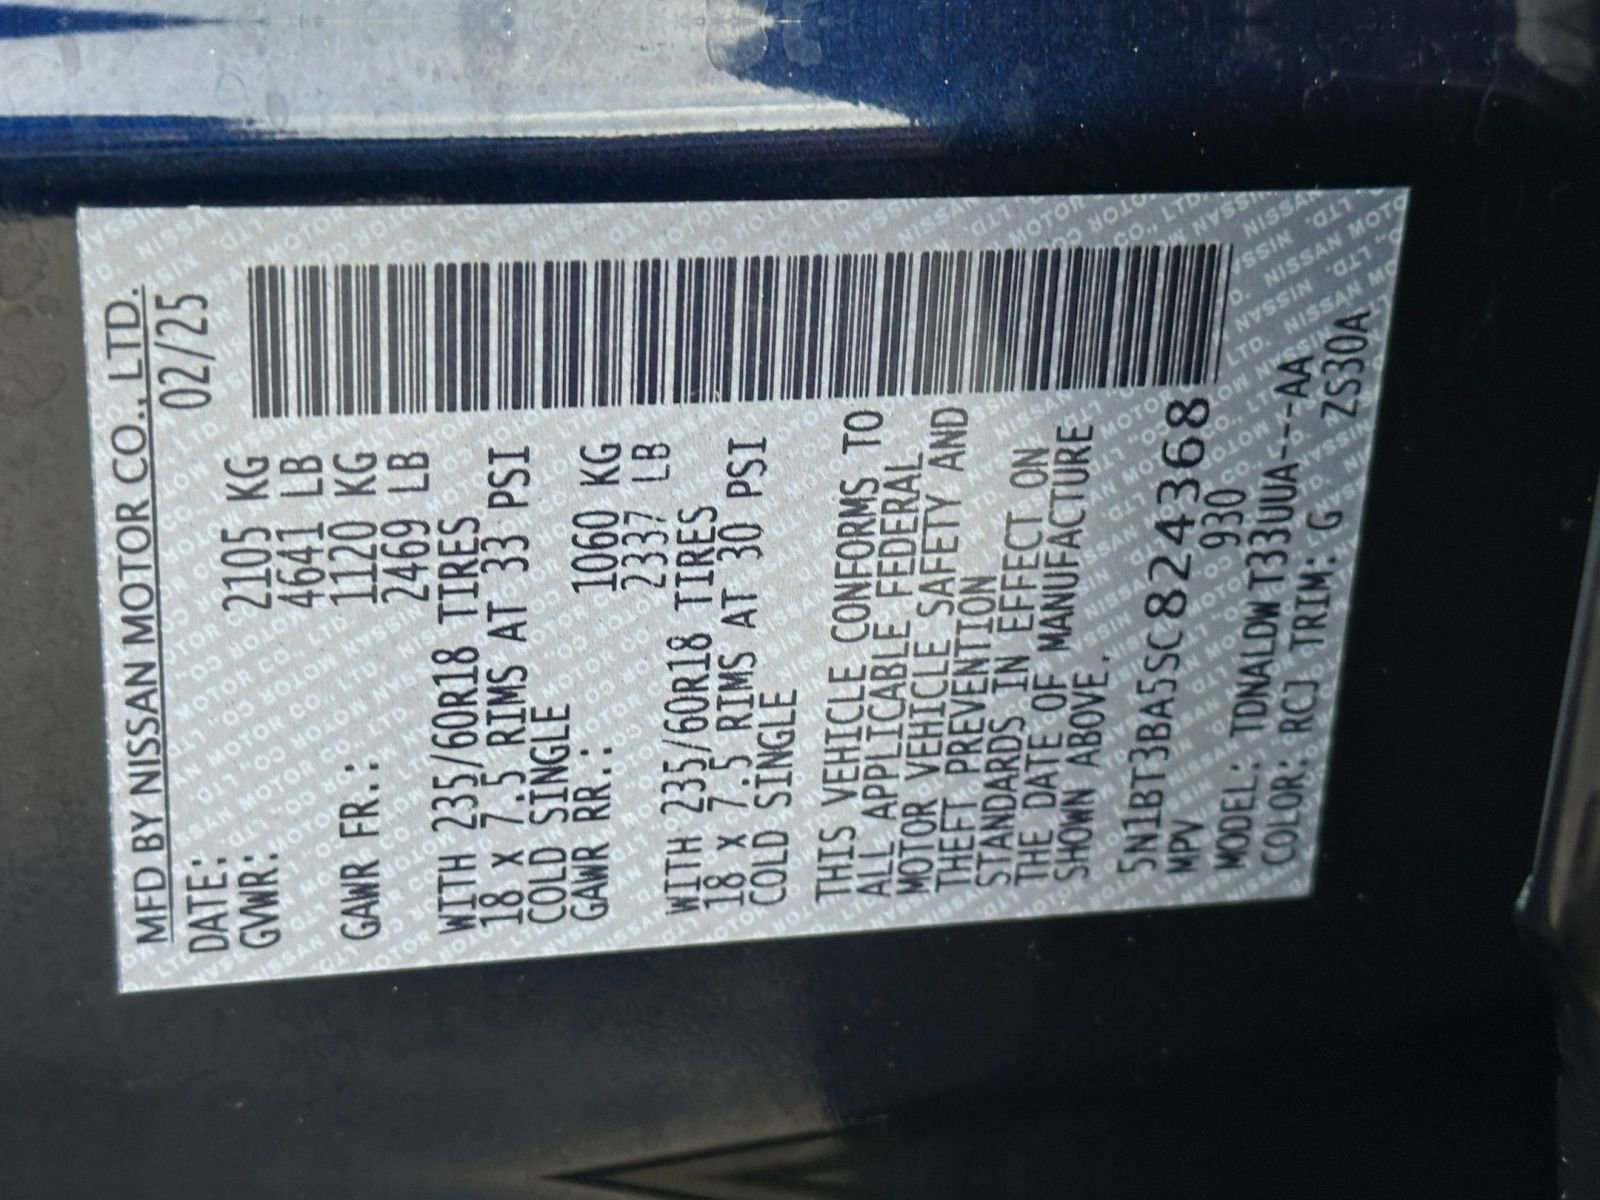 MFD BY NISSAN MOTOR CO., LTD.
DATE: 02/25
GVWR: 2105 KG
4641 LB
GAWR FR.: 1120 KG
2469 LB
WITH 235/60R18 TIRES
18 X 7.5 RIMS AT 33 PSI
COLD SINGLE
GAWR RR.: 1060 KG
2337 LB
WITH 235/60R18 TIRES
18 X 7.5 RIMS AT 30 PSI
COLD SINGLE
THIS VEHICLE CONFORMS TO
ALL APPLICABLE FEDERAL
MOTOR VEHICLE SAFETY AND
THEFT PREVENTION
STANDARDS IN EFFECT ON
THE DATE OF MANUFACTURE
SHOWN ABOVE.
5N1BT3BA5SC824368
MPV 930
MODEL: TDNALDW T33UUA---AA
COLOR: RCJ TRIM: G ZS30A